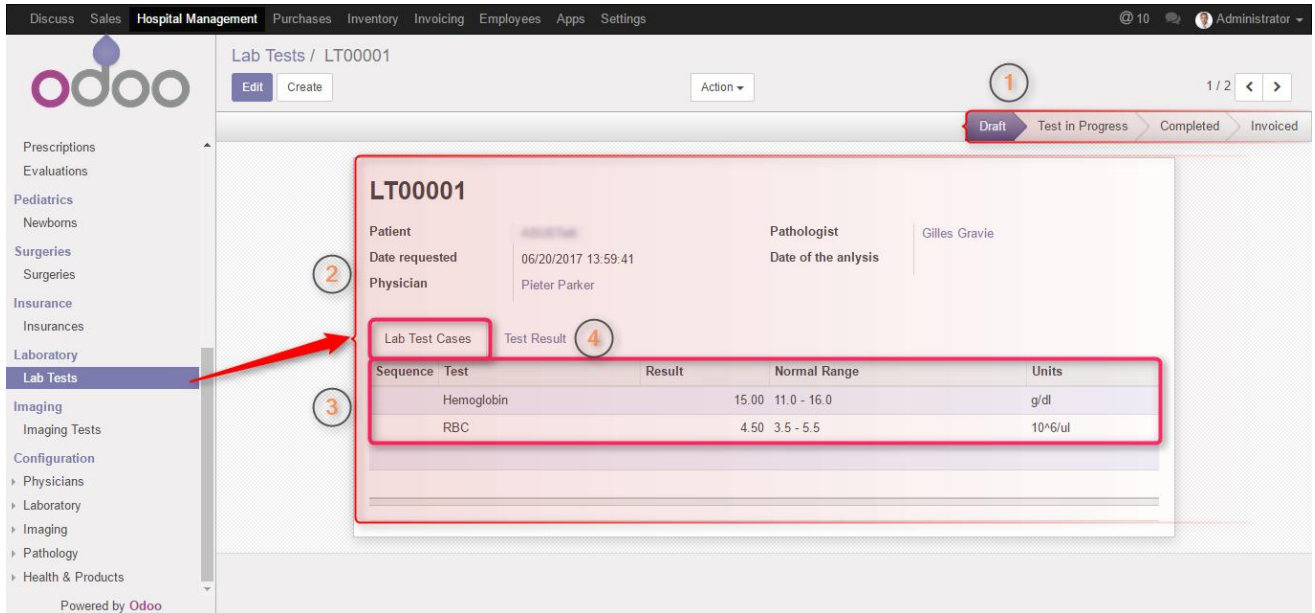 Discuss Sales Hospital Management Purchases Inventory Invoicing Employees Apps Settings @ 10 Administrator
odoo
Lab Tests / LT00001
Edit Create Action 1 1 / 2
Draft Test in Progress Completed Invoiced
Prescriptions
Evaluations
Pediatrics
Newborns
Surgeries
Surgeries
Insurance
Insurances
Laboratory
Lab Tests
Imaging
Imaging Tests
Configuration
Physicians
Laboratory
Imaging
Pathology
Health & Products
Powered by Odoo
LT00001
Patient Pathologist Gilles Gravie
Date requested 06/20/2017 13:59:41 Date of the anlysis
2
Physician Pieter Parker
Lab Test Cases Test Result 4
Sequence Test Result Normal Range Units
3
Hemoglobin 15.00 11.0 - 16.0 g/dl
RBC 4.50 3.5 - 5.5 10^6/ul